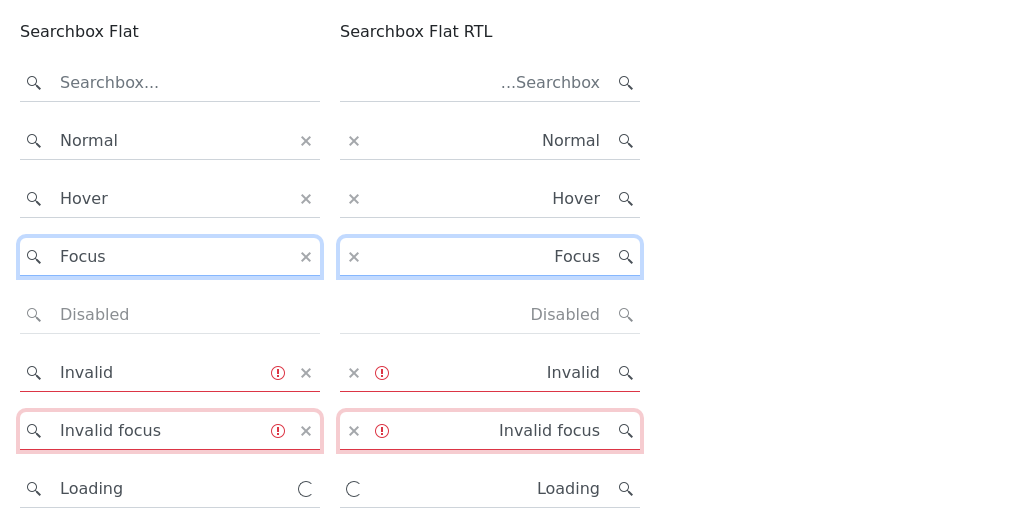 Searchbox Flat
Searchbox...
Normal
Hover
Focus
Disabled
Invalid
Invalid focus
Loading
Searchbox Flat RTL
...Searchbox
Normal
Hover
Focus
Disabled
Invalid
Invalid focus
Loading